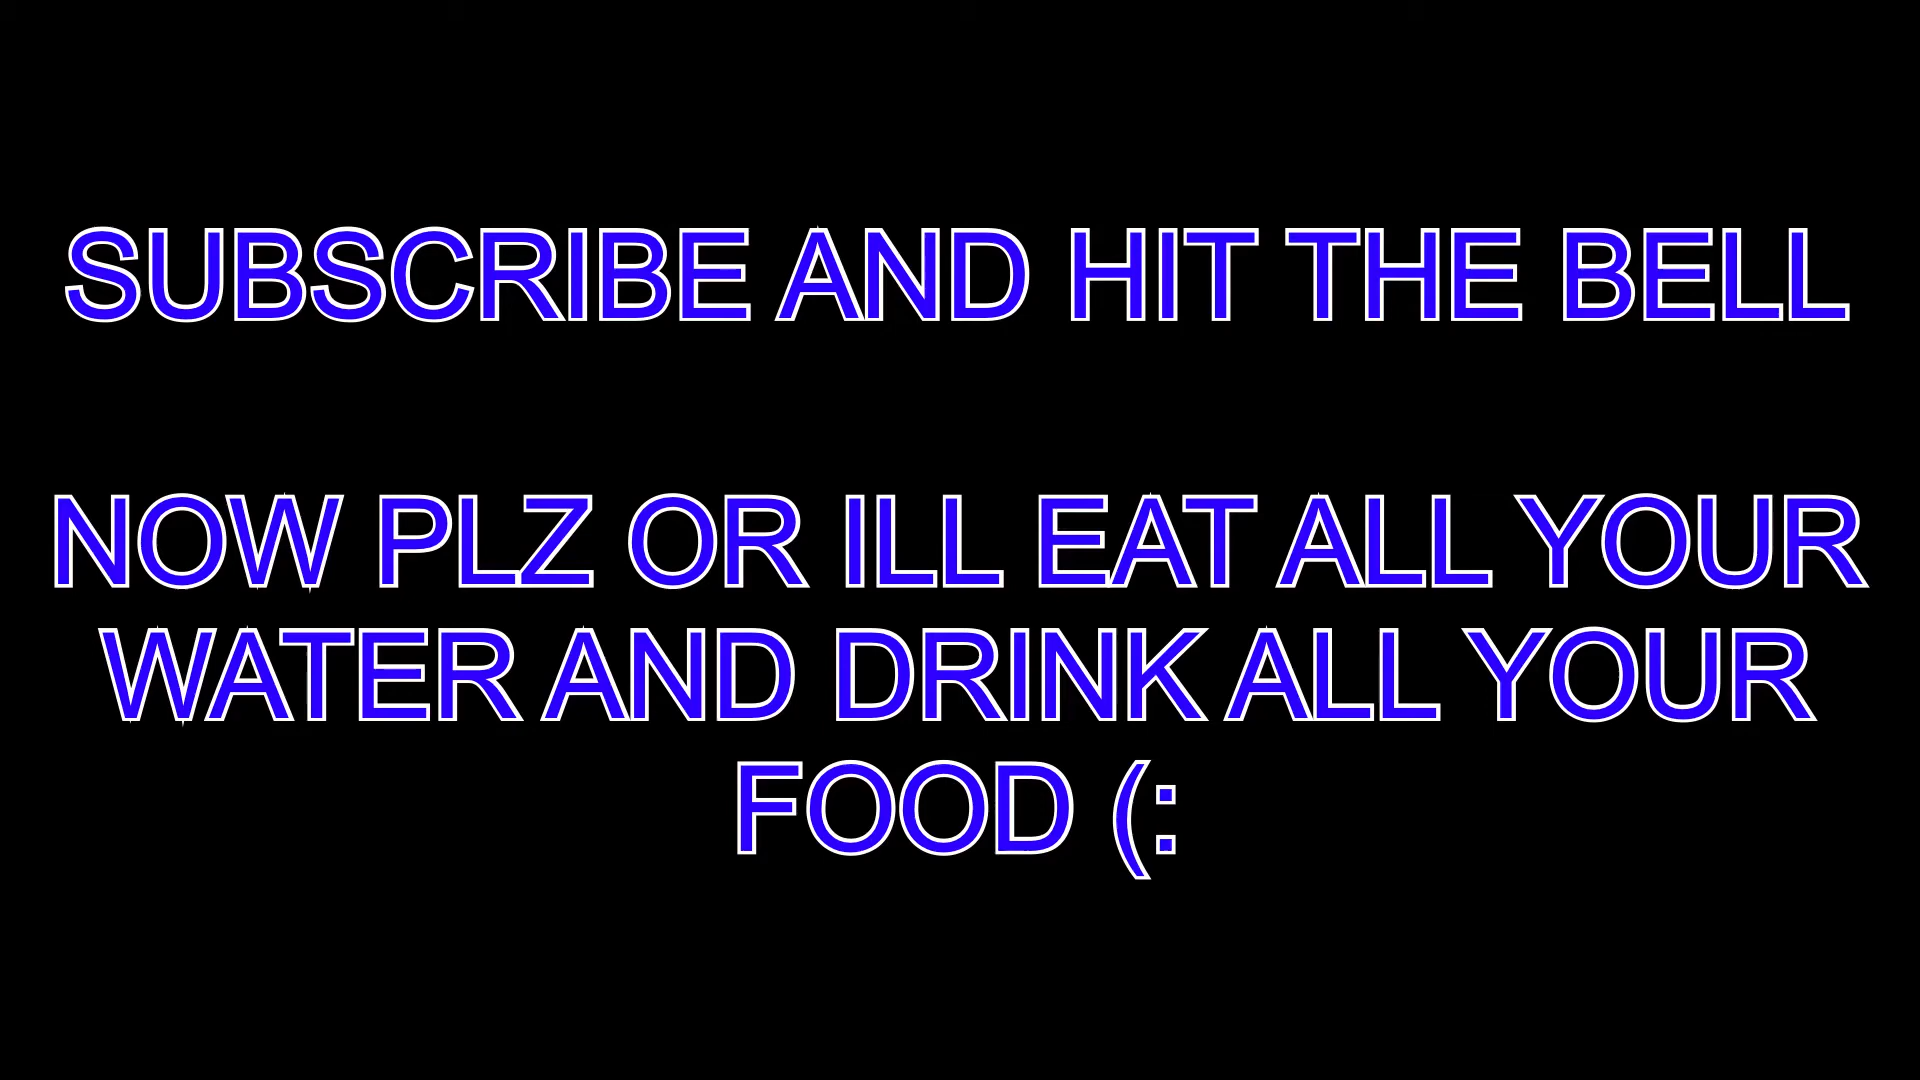 SUBSCRIBE AND HIT THE BELL
NOW PLZ OR ILL EAT ALL YOUR
WATER AND DRINK ALL YOUR
FOOD (: